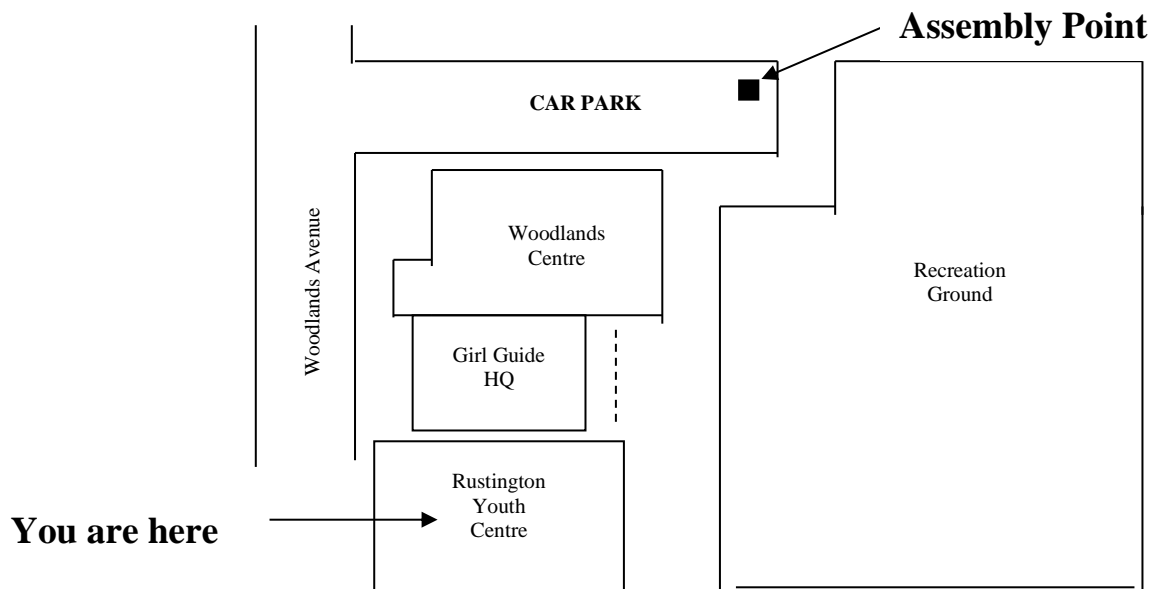 Assembly Point
CAR PARK
Woodlands Avenue
Woodlands
Centre
Recreation
Ground
Girl Guide
HQ
Rustington
Youth
Centre
You are here